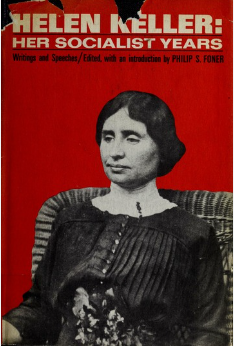 HELEN KELLER:
HER SOCIALIST YEARS
Writings and Speeches/Edited, with an introduction by PHILIP S. FONER